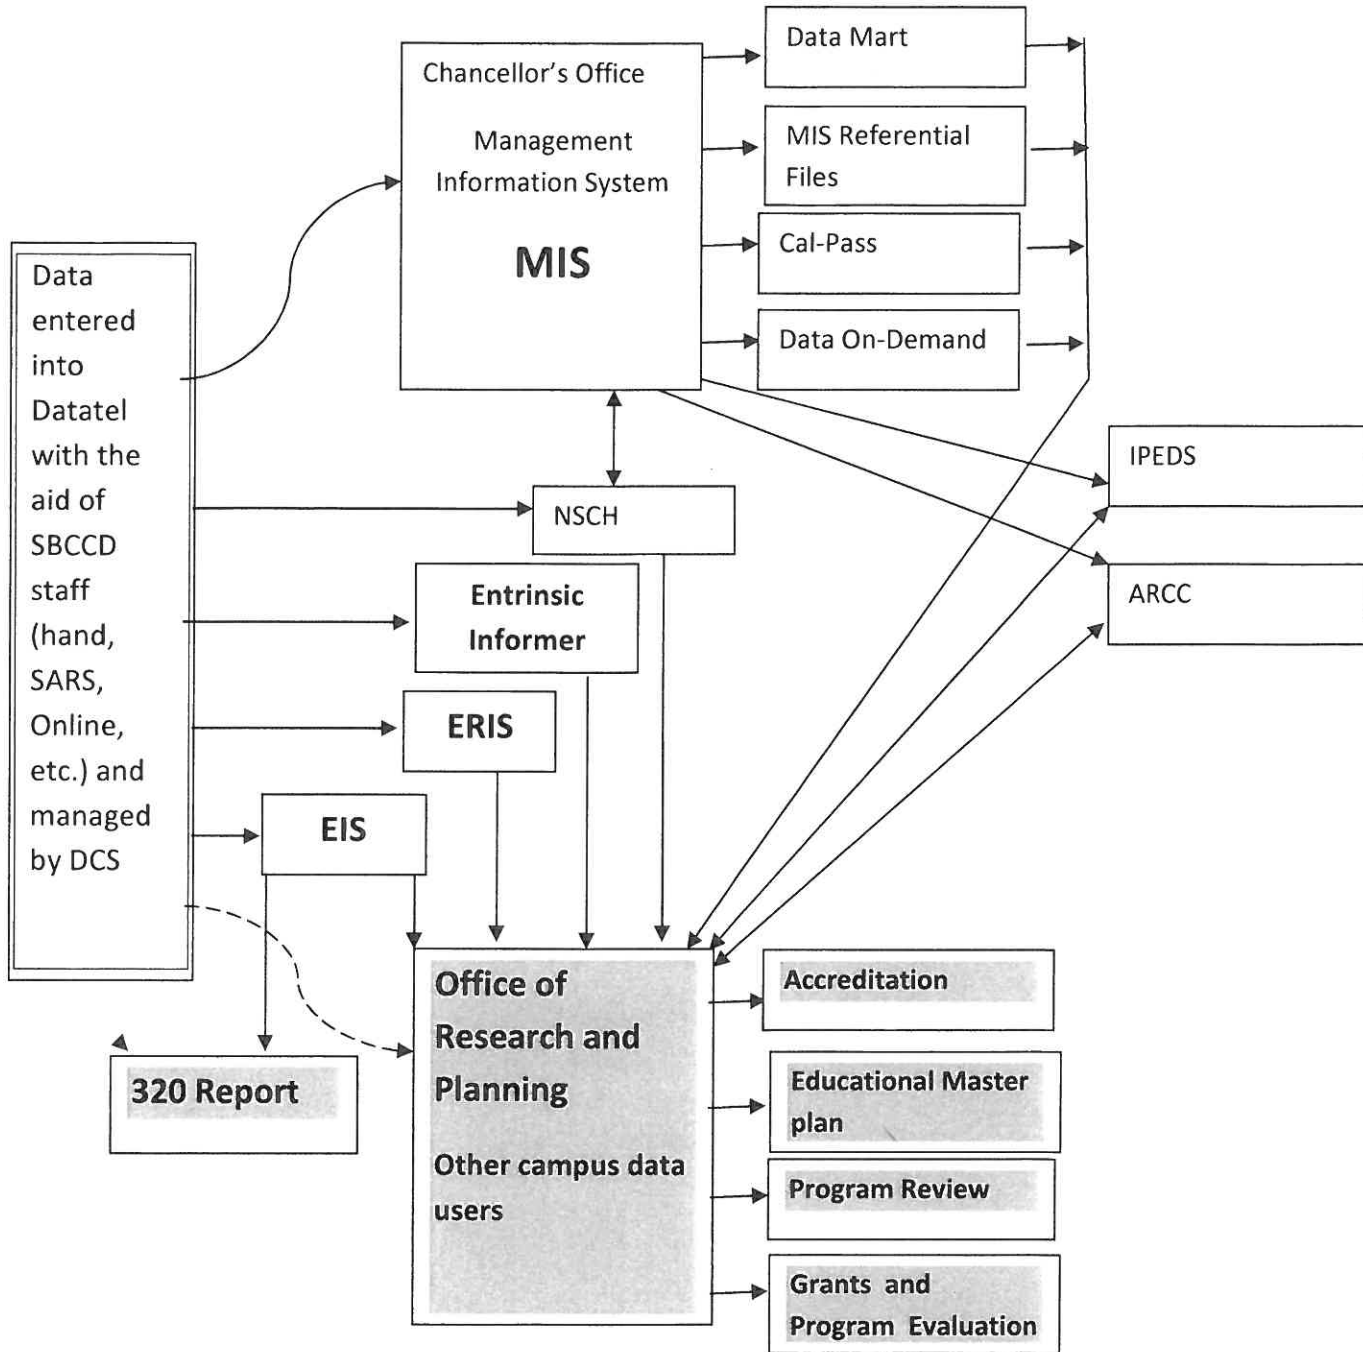 Data Mart
Chancellor's Office
Management
Information System
MIS
MIS Referential
Files
Cal-Pass
Data On-Demand
Data
entered
into
Datatel
with the
aid of
SBCCD
staff
(hand,
SARS,
Online,
etc.) and
managed
by DCS
IPEDS
NSCH
ARCC
Entrinsic
Informer
ERIS
EIS
320 Report
Office of
Research and
Planning
Other campus data
users
Accreditation
Educational Master
plan
Program Review
Grants and
Program Evaluation